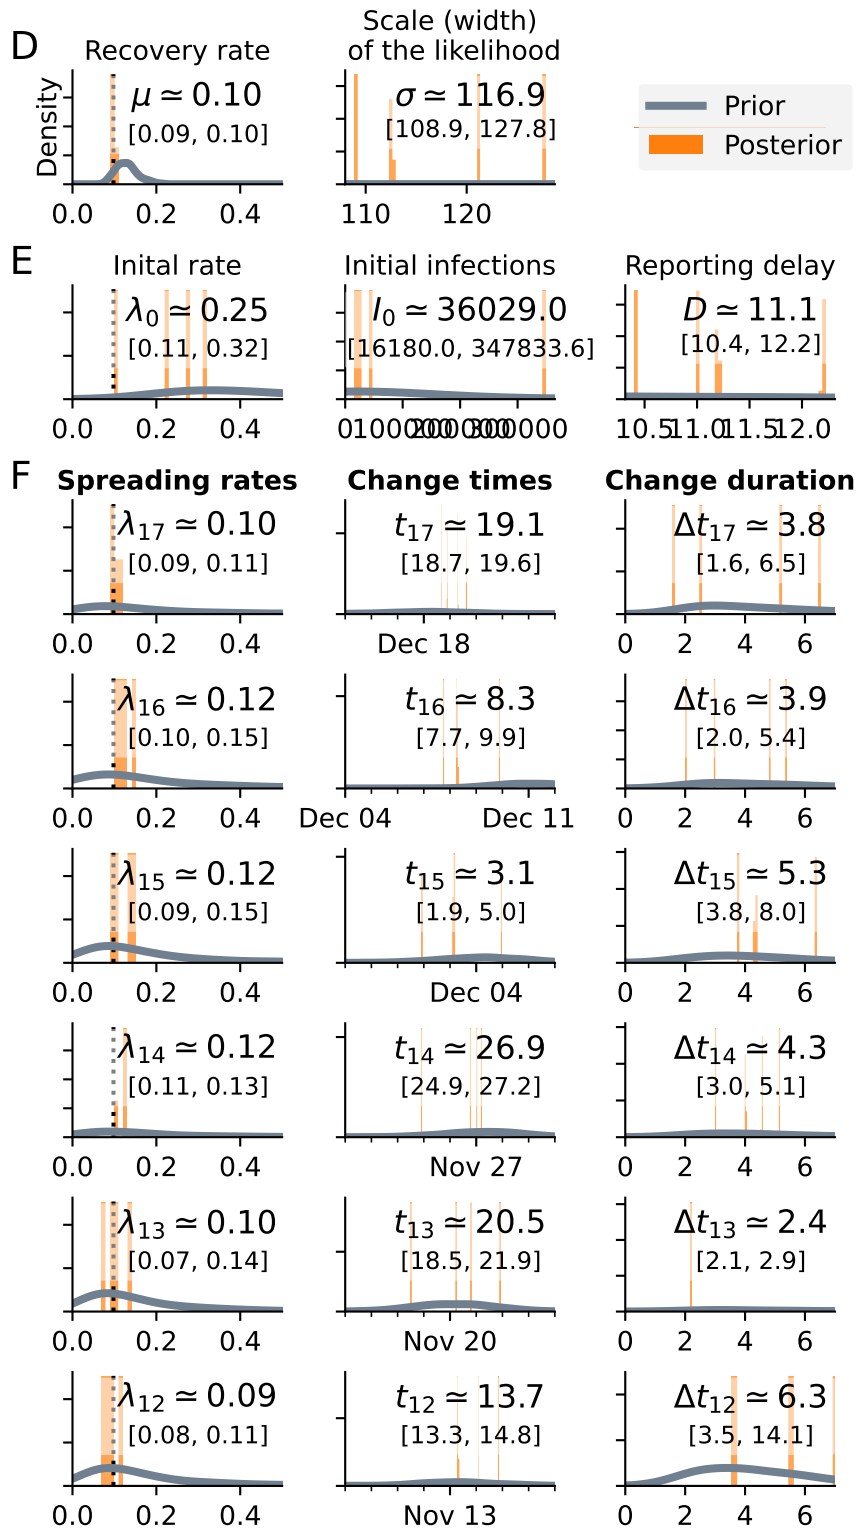 D
Recovery rate
Scale (width)
of the likelihood
Density
μ ≃ 0.10
[0.09, 0.10]
σ ≃ 116.9
[108.9, 127.8]
Prior
Posterior
0.0 0.2 0.4
110 120
E
Inital rate
Initial infections
Reporting delay
λ0 ≃ 0.25
[0.11, 0.32]
I0 ≃ 36029.0
[16180.0, 347833.6]
D ≃ 11.1
[10.4, 12.2]
0.0 0.2 0.4
0 100000 200000 300000
10.5 11.0 11.5 12.0
F
Spreading rates
Change times
Change duration
λ17 ≃ 0.10
[0.09, 0.11]
t17 ≃ 19.1
[18.7, 19.6]
Δt17 ≃ 3.8
[1.6, 6.5]
0.0 0.2 0.4
Dec 18
0 2 4 6
λ16 ≃ 0.12
[0.10, 0.15]
t16 ≃ 8.3
[7.7, 9.9]
Δt16 ≃ 3.9
[2.0, 5.4]
0.0 0.2 0.4
Dec 04 Dec 11
0 2 4 6
λ15 ≃ 0.12
[0.09, 0.15]
t15 ≃ 3.1
[1.9, 5.0]
Δt15 ≃ 5.3
[3.8, 8.0]
0.0 0.2 0.4
Dec 04
0 2 4 6
λ14 ≃ 0.12
[0.11, 0.13]
t14 ≃ 26.9
[24.9, 27.2]
Δt14 ≃ 4.3
[3.0, 5.1]
0.0 0.2 0.4
Nov 27
0 2 4 6
λ13 ≃ 0.10
[0.07, 0.14]
t13 ≃ 20.5
[18.5, 21.9]
Δt13 ≃ 2.4
[2.1, 2.9]
0.0 0.2 0.4
Nov 20
0 2 4 6
λ12 ≃ 0.09
[0.08, 0.11]
t12 ≃ 13.7
[13.3, 14.8]
Δt12 ≃ 6.3
[3.5, 14.1]
0.0 0.2 0.4
Nov 13
0 2 4 6